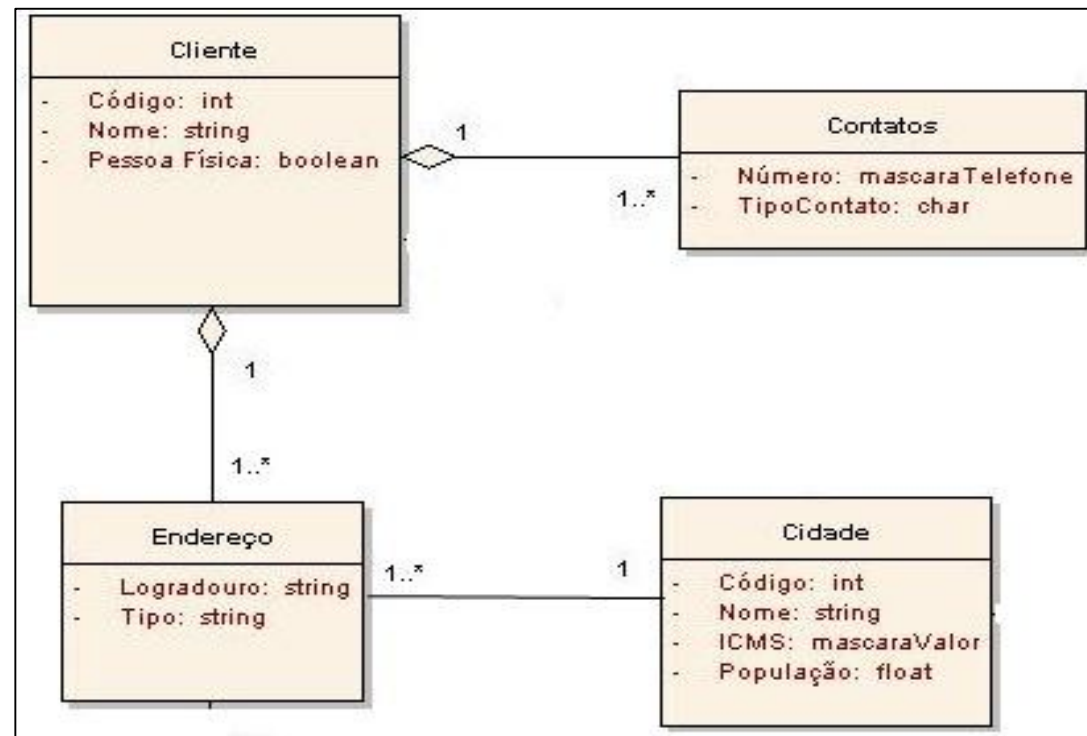 Cliente
- Código: int
- Nome: string
- Pessoa Física: boolean
1
1..*
Contatos
- Número: mascaraTelefone
- TipoContato: char
1
1..*
Endereço
- Logradouro: string
- Tipo: string
1..*
1
Cidade
- Código: int
- Nome: string
- ICMS: mascaraValor
- População: float